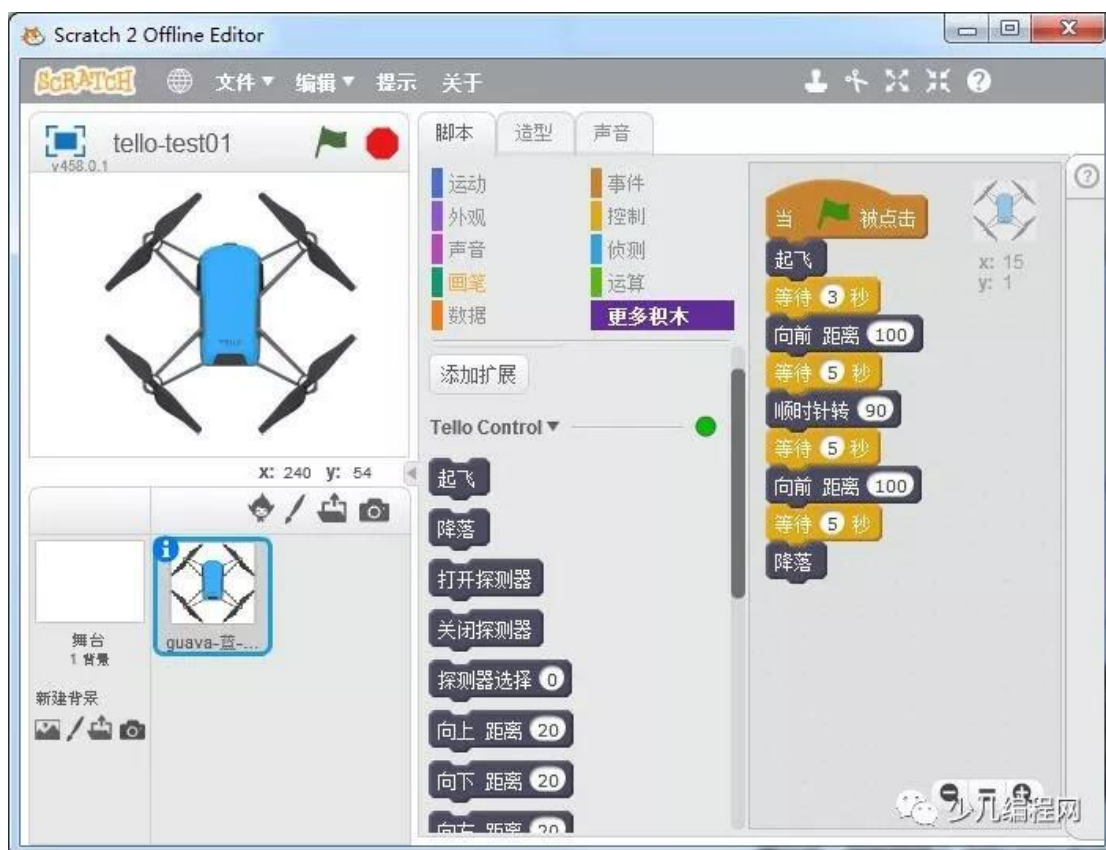 Scratch 2 Offline Editor
SCRATCH 文件 编辑 提示 关于
tello-test01
v458.0.1
脚本 造型 声音
运动 事件
外观 控制
声音 侦测
画笔 运算
数据 更多积木
添加扩展
Tello Control
起飞
降落
打开探测器
关闭探测器
探测器选择 0
向上 距离 20
向下 距离 20
当 被点击
起飞
等待 3 秒
向前 距离 100
等待 5 秒
顺时针转 90
等待 5 秒
向前 距离 100
等待 5 秒
降落
x: 15
y: 1
TELLO
x: 240 y: 54
舞台
1 背景
新建背景
guava-蓝-...
少儿编程网